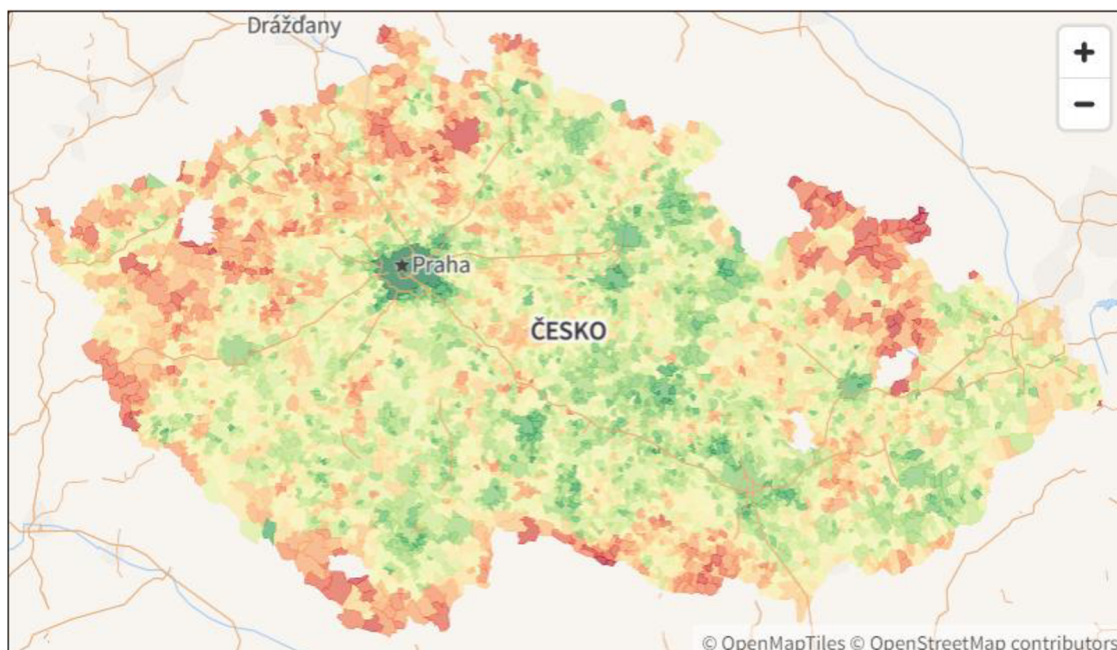 Drážďany
+
−
Praha
ČESKO
© OpenMapTiles © OpenStreetMap contributors